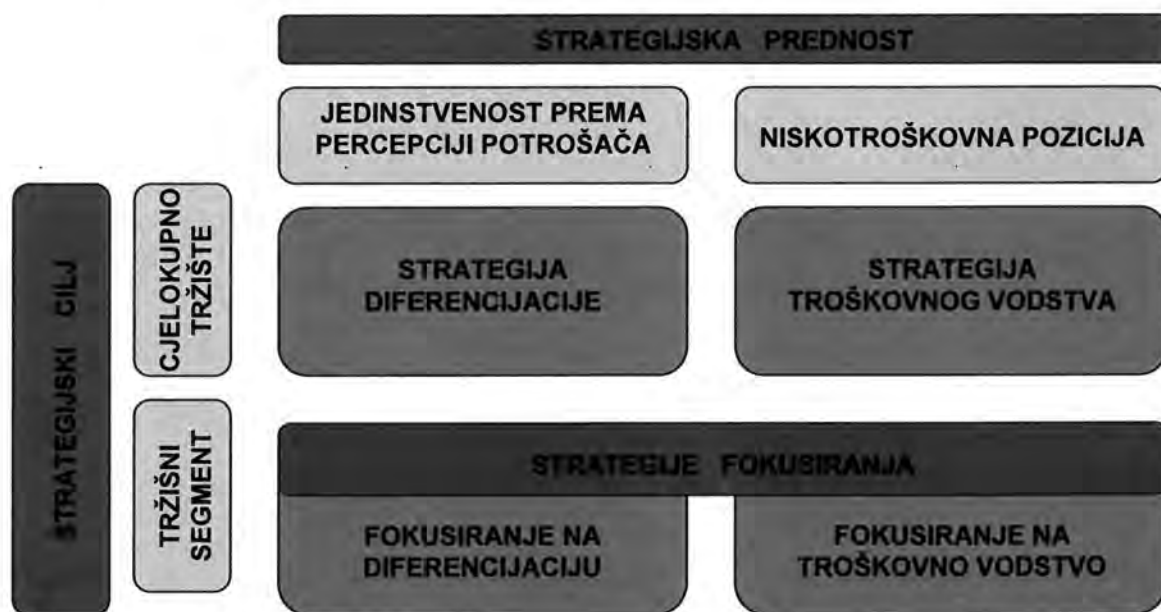 STRATEGIJSKA PREDNOST
JEDINSTVENOST PREMA
PERCEPCIJI POTROŠAČA
NISKOTROŠKOVNA POZICIJA
STRATEGIJSKI CILJ
CJELOKUPNO
TRŽIŠTE
STRATEGIJA
DIFERENCIJACIJE
STRATEGIJA
TROŠKOVNOG VODSTVA
TRŽIŠNI
SEGMENT
STRATEGIJE FOKUSIRANJA
FOKUSIRANJE NA
DIFERENCIJACIJU
FOKUSIRANJE NA
TROŠKOVNO VODSTVO